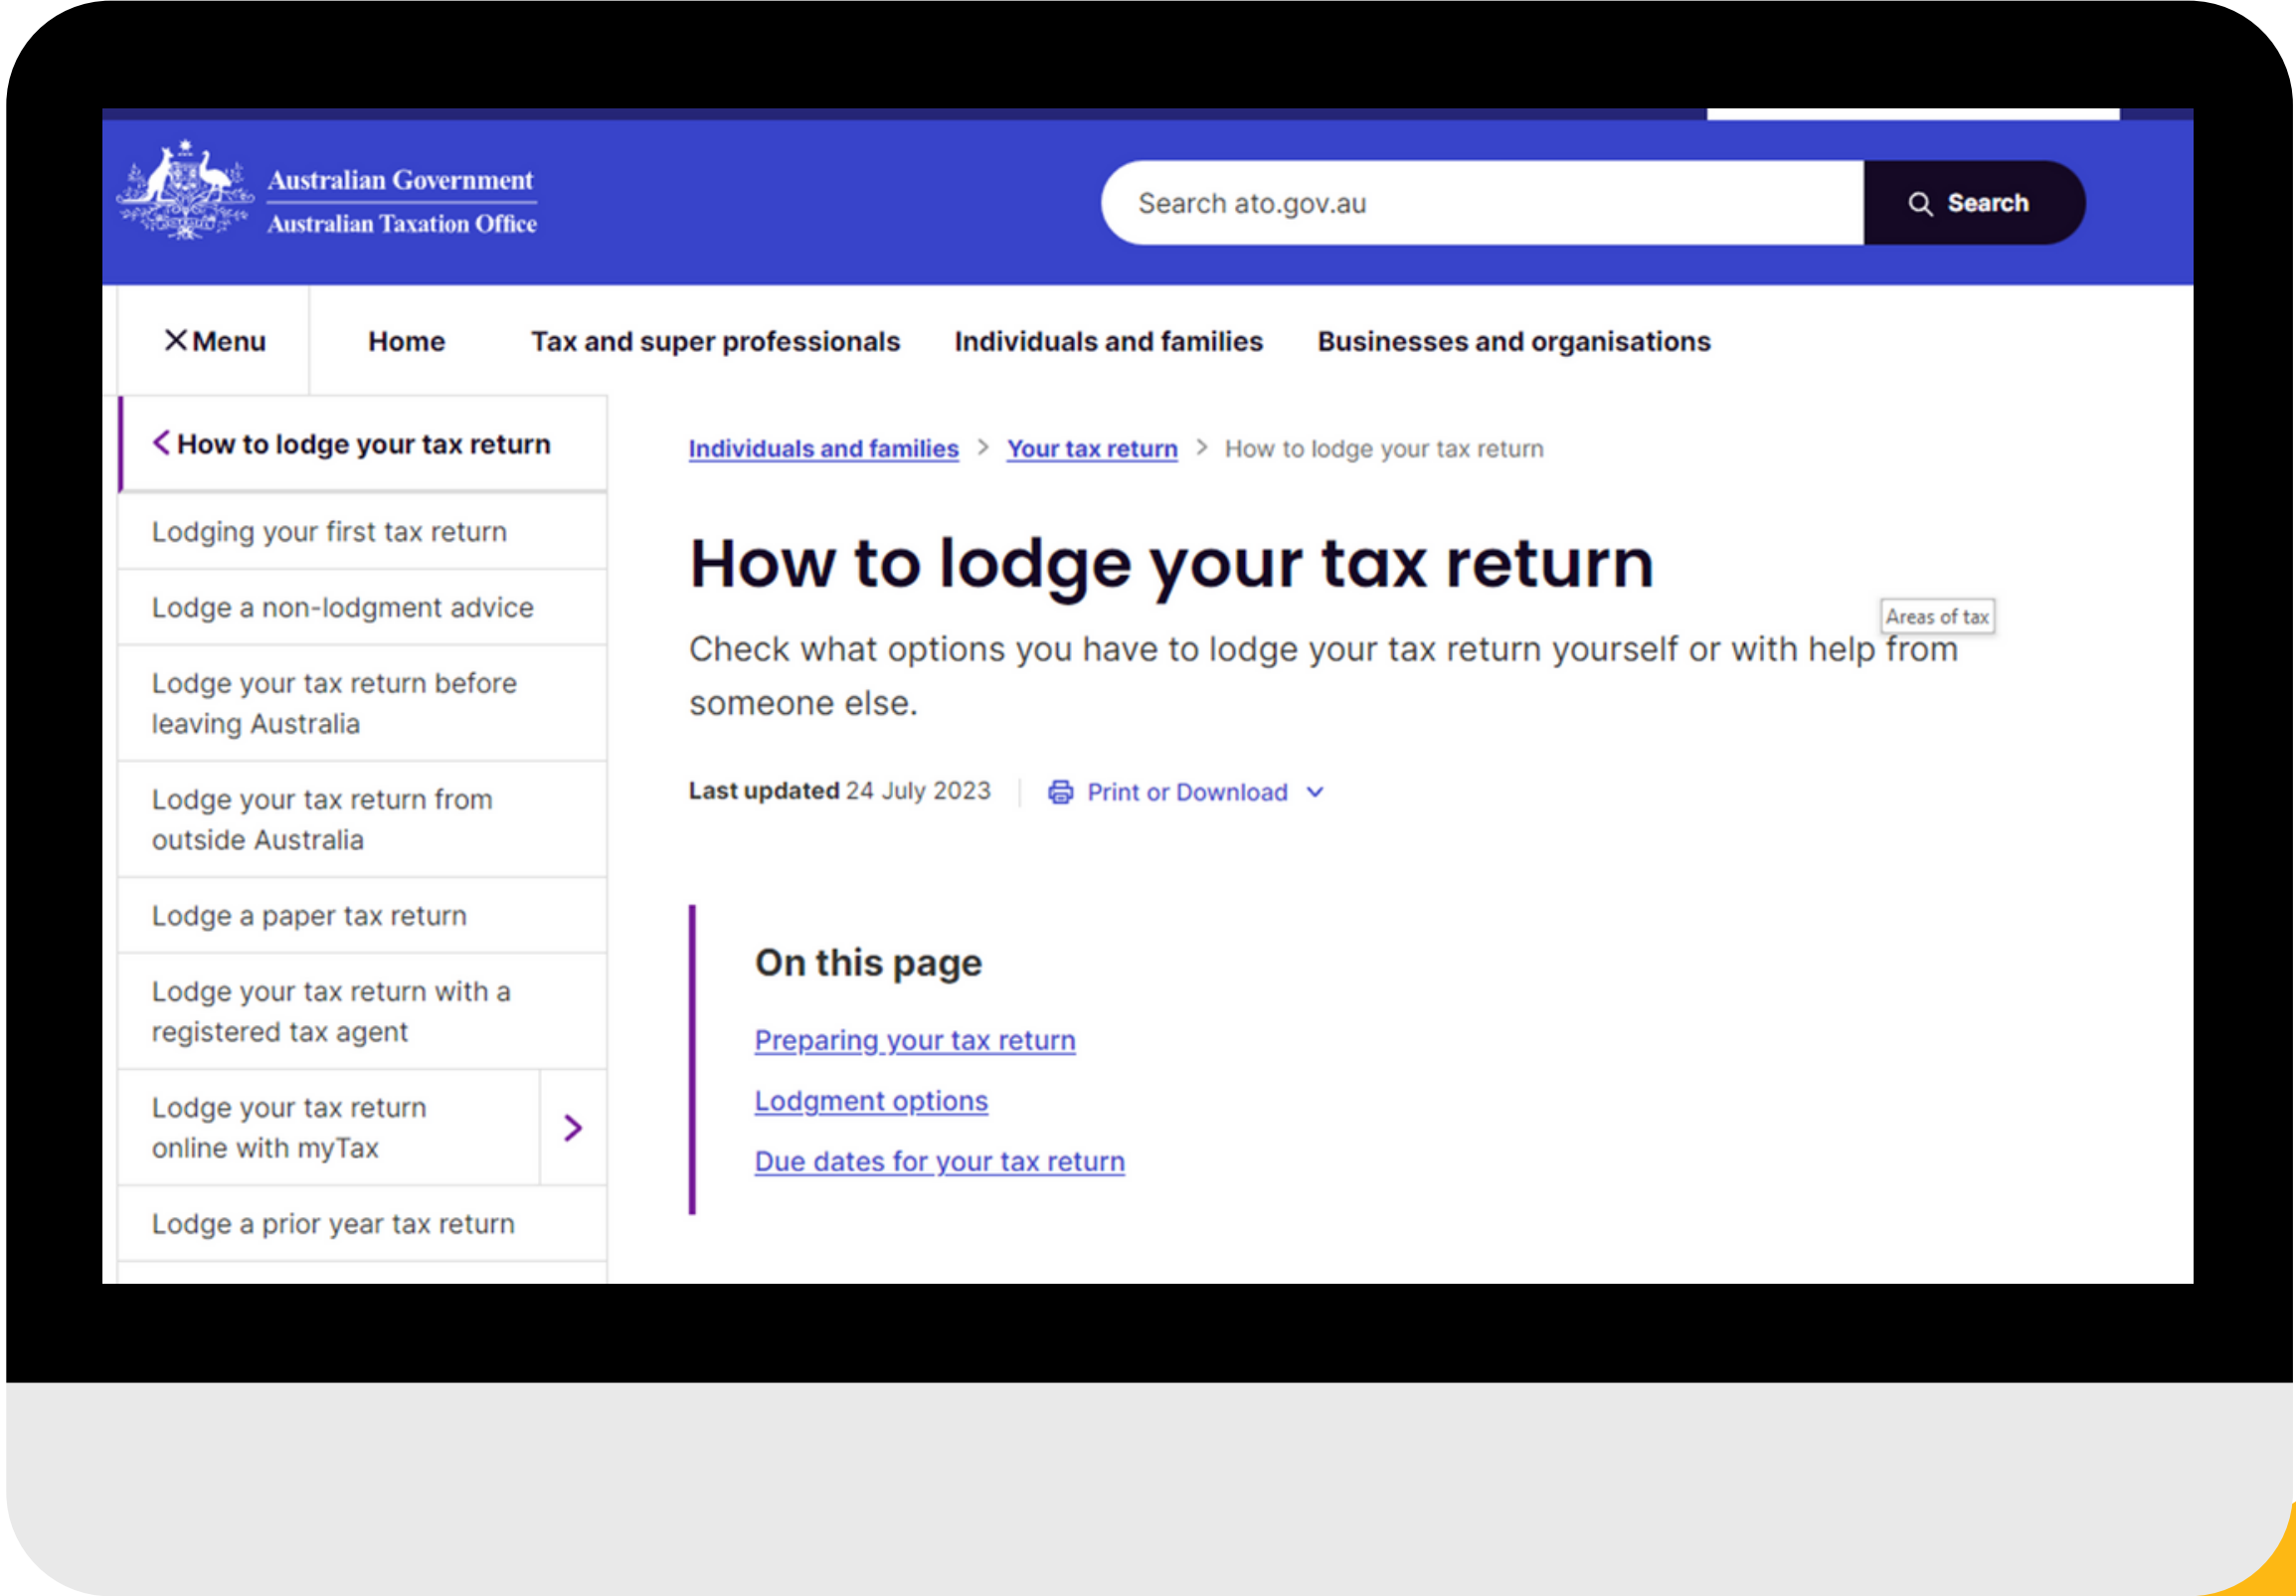 Australian Government
Australian Taxation Office
Search ato.gov.au
Search
Menu
Home
Tax and super professionals
Individuals and families
Businesses and organisations
How to lodge your tax return
Lodging your first tax return
Lodge a non-lodgment advice
Lodge your tax return before
leaving Australia
Lodge your tax return from
outside Australia
Lodge a paper tax return
Lodge your tax return with a
registered tax agent
Lodge your tax return
online with myTax
Lodge a prior year tax return
Individuals and families > Your tax return > How to lodge your tax return
How to lodge your tax return
Areas of tax
Check what options you have to lodge your tax return yourself or with help from
someone else.
Last updated 24 July 2023
Print or Download
On this page
Preparing your tax return
Lodgment options
Due dates for your tax return